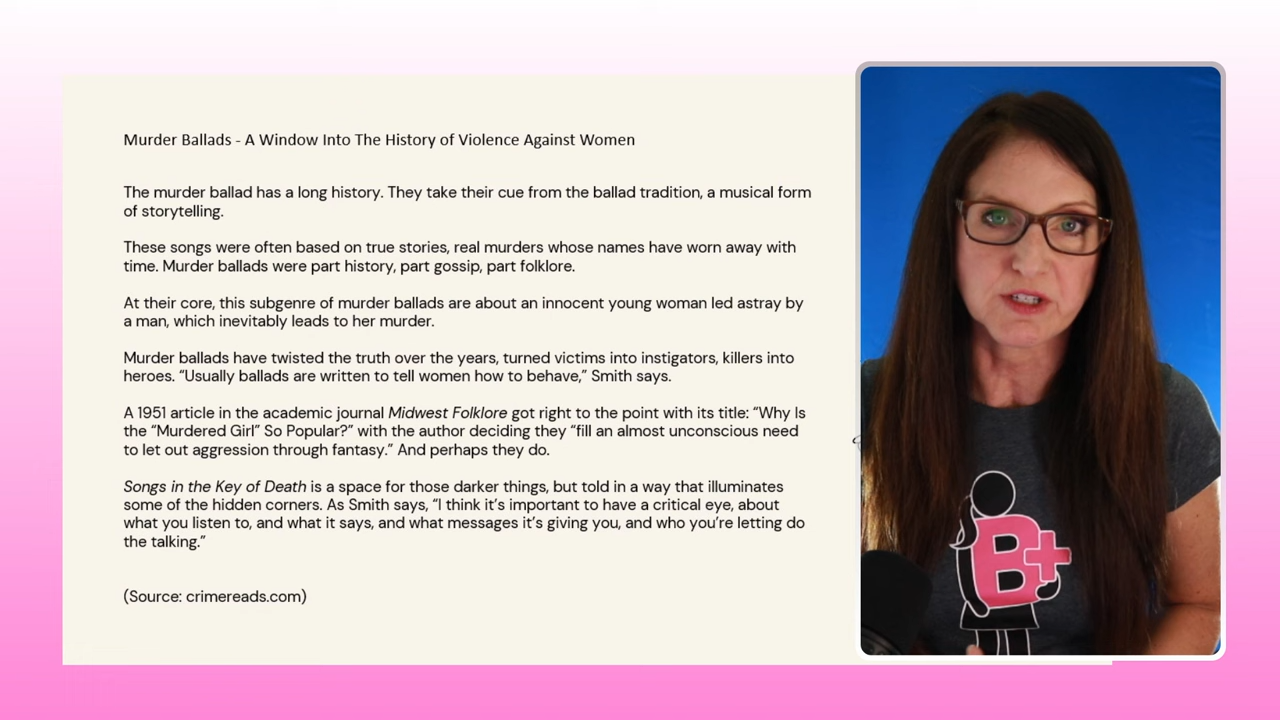 Murder Ballads - A Window Into The History of Violence Against Women
The murder ballad has a long history. They take their cue from the ballad tradition, a musical form
of storytelling.
These songs were often based on true stories, real murders whose names have worn away with
time. Murder ballads were part history, part gossip, part folklore.
At their core, this subgenre of murder ballads are about an innocent young woman led astray by
a man, which inevitably leads to her murder.
Murder ballads have twisted the truth over the years, turned victims into instigators, killers into
heroes. “Usually ballads are written to tell women how to behave,” Smith says.
A 1951 article in the academic journal Midwest Folklore got right to the point with its title: “Why Is
the “Murdered Girl” So Popular?” with the author deciding they “fill an almost unconscious need
to let out aggression through fantasy.” And perhaps they do.
Songs in the Key of Death is a space for those darker things, but told in a way that illuminates
some of the hidden corners. As Smith says, “I think it’s important to have a critical eye, about
what you listen to, and what it says, and what messages it’s giving you, and who you’re letting do
the talking.”
(Source: crimereads.com)
B+